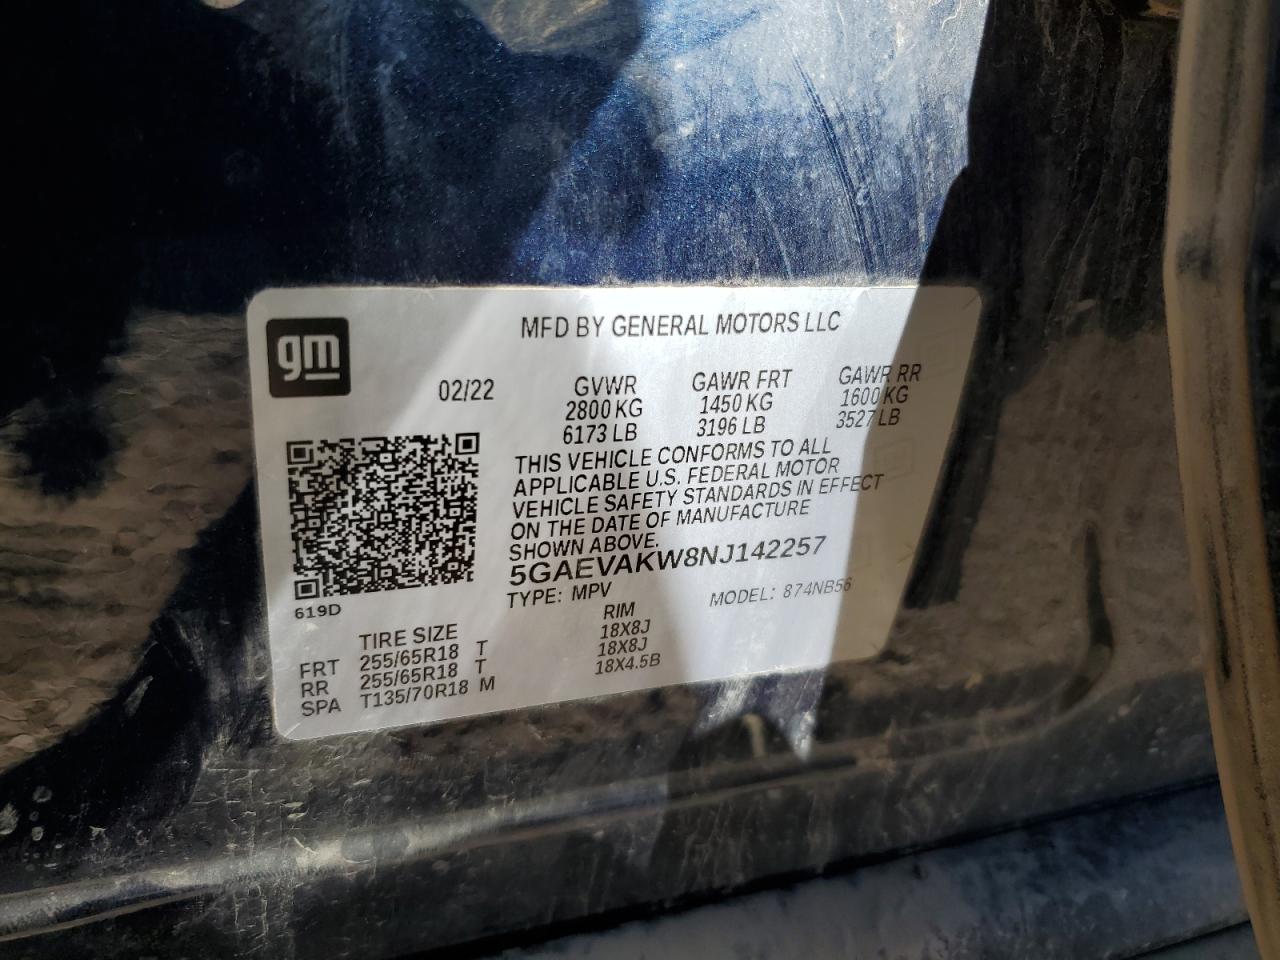 gm
MFD BY GENERAL MOTORS LLC
02/22
GVWR GAWR FRT GAWR RR
2800 KG 1450 KG 1600 KG
6173 LB 3196 LB 3527 LB
THIS VEHICLE CONFORMS TO ALL
APPLICABLE U.S. FEDERAL MOTOR
VEHICLE SAFETY STANDARDS IN EFFECT
ON THE DATE OF MANUFACTURE
SHOWN ABOVE.
5GAEVAKW8NJ142257
TYPE: MPV MODEL: 874NB56
619D
TIRE SIZE RIM
FRT 255/65R18 T 18X8J
RR 255/65R18 T 18X8J
SPA T135/70R18 M 18X4.5B